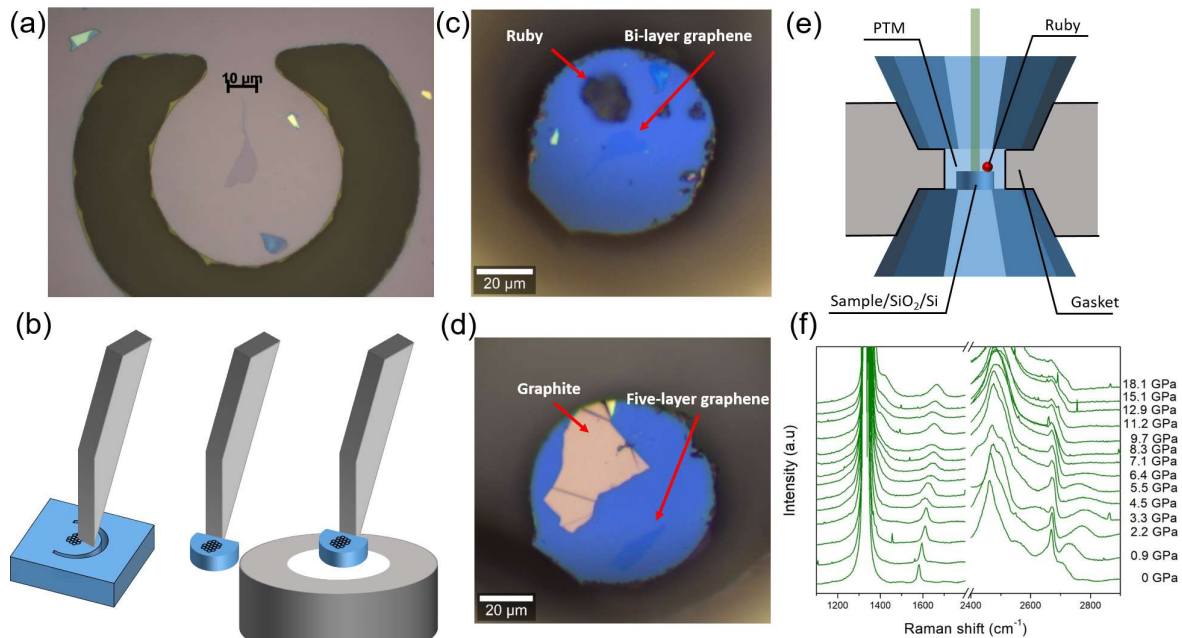 (a)
10 µm
(b)
(c)
Ruby
Bi-layer graphene
20 µm
(d)
Graphite
Five-layer graphene
20 µm
(e)
PTM
Ruby
Sample/SiO₂/Si
Gasket
(f)
Intensity (a.u)
18.1 GPa
15.1 GPa
12.9 GPa
11.2 GPa
9.7 GPa
8.3 GPa
7.1 GPa
6.4 GPa
5.5 GPa
4.5 GPa
3.3 GPa
2.2 GPa
0.9 GPa
0 GPa
1200 1400 1600 2400 2400 2600 2800
Raman shift (cm⁻¹)